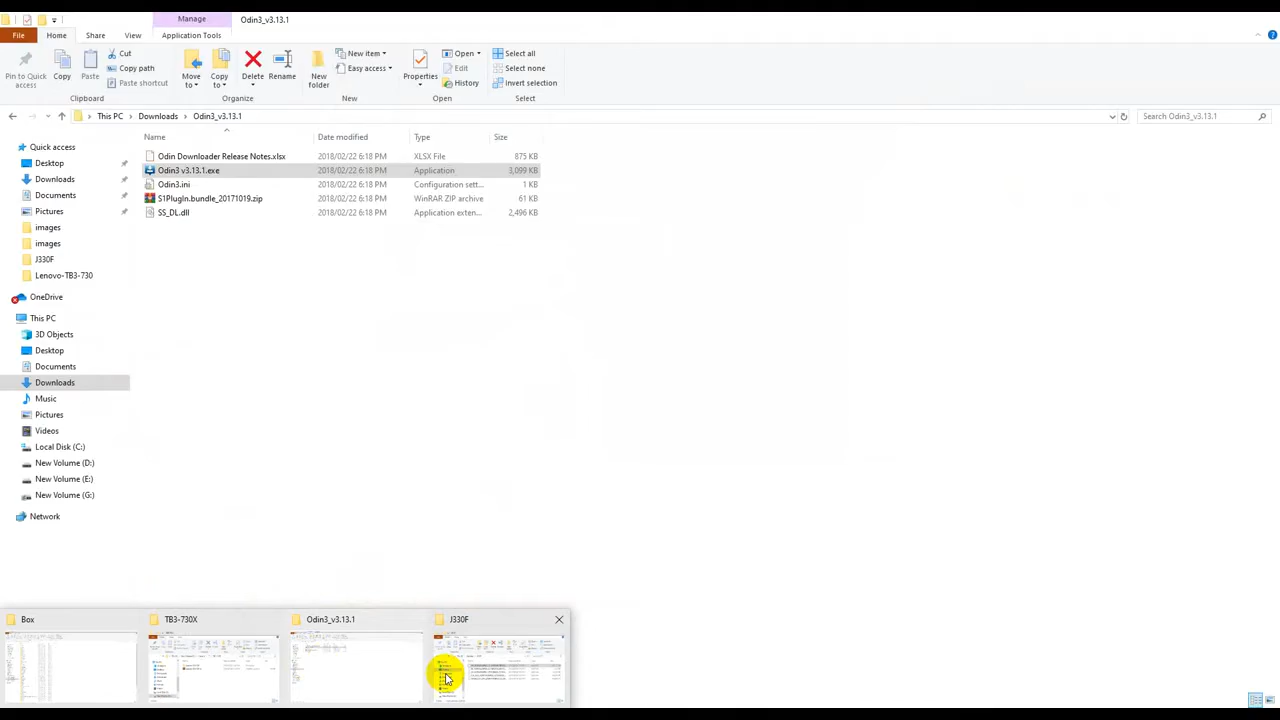 Manage
Odin3_v3.13.1
File
Home
Share
View
Application Tools
Pin to Quick access
Copy
Paste
Cut
Copy path
Paste shortcut
Clipboard
Move to
Copy to
Delete
Rename
Organize
New folder
New item
Easy access
New
Properties
Open
Edit
History
Open
Select all
Select none
Invert selection
Select
This PC
Downloads
Odin3_v3.13.1
Search Odin3_v3.13.1
Name
Date modified
Type
Size
Odin Downloader Release Notes.xlsx 2018/02/22 6:18 PM XLSX File 875 KB
Odin3 v3.13.1.exe 2018/02/22 6:18 PM Application 3,099 KB
Odin3.ini 2018/02/22 6:18 PM Configuration sett... 1 KB
S1PlugIn.bundle_20171019.zip 2018/02/22 6:18 PM WinRAR ZIP archive 61 KB
SS_DL.dll 2018/02/22 6:18 PM Application exten... 2,496 KB
Quick access
Desktop
Downloads
Documents
Pictures
images
images
J330F
Lenovo-TB3-730
OneDrive
This PC
3D Objects
Desktop
Documents
Downloads
Music
Pictures
Videos
Local Disk (C:)
New Volume (D:)
New Volume (E:)
New Volume (G:)
Network
Box
TB3-730X
Odin3_v3.13.1
J330F